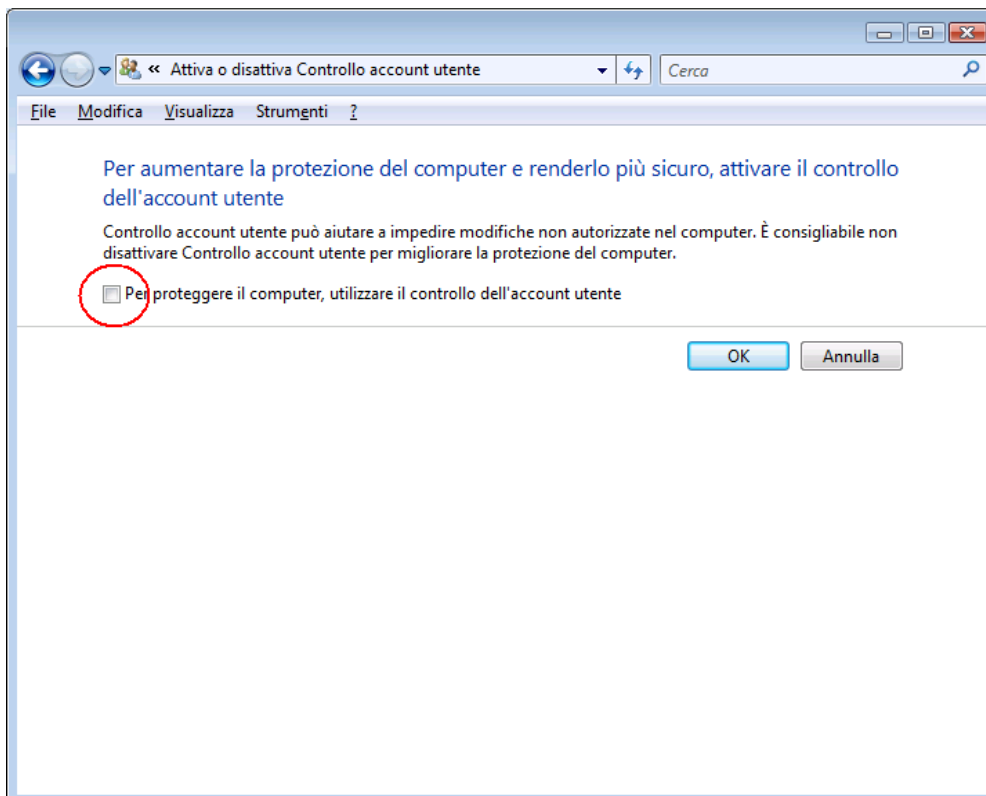 « Attiva o disattiva Controllo account utente
Cerca
File Modifica Visualizza Strumenti ?
Per aumentare la protezione del computer e renderlo più sicuro, attivare il controllo
dell'account utente
Controllo account utente può aiutare a impedire modifiche non autorizzate nel computer. È consigliabile non
disattivare Controllo account utente per migliorare la protezione del computer.
Per proteggere il computer, utilizzare il controllo dell'account utente
OK Annulla